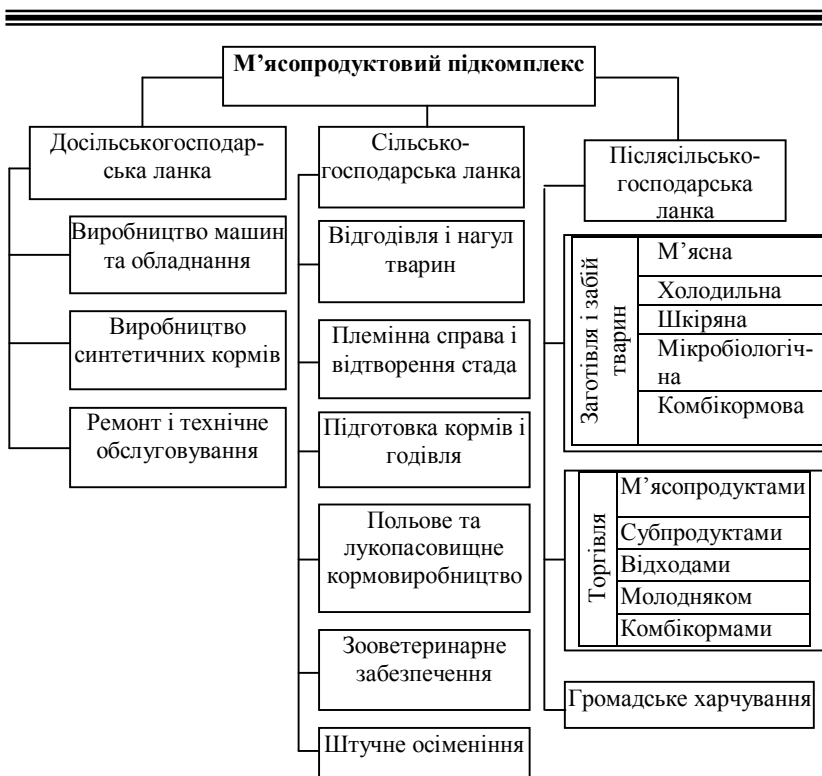 М’ясопродуктовий підкомплекс
Досільськогосподар-
ська ланка
Виробництво машин
та обладнання
Виробництво
синтетичних кормів
Ремонт і технічне
обслуговування
Сільсько-
господарська ланка
Відгодівля і нагул
тварин
Племінна справа і
відтворення стада
Підготовка кормів і
годівля
Польове та
лукопасовищне
кормовиробництво
Зооветеринарне
забезпечення
Штучне осіменіння
Післясільсько-
господарська
ланка
Заготівля і забій
тварин
М’ясна
Холодильна
Шкіряна
Мікробіологіч-
на
Комбікормова
Торгівля
М’ясопродуктами
Субпродуктами
Відходами
Молодняком
Комбікормами
Громадське харчування